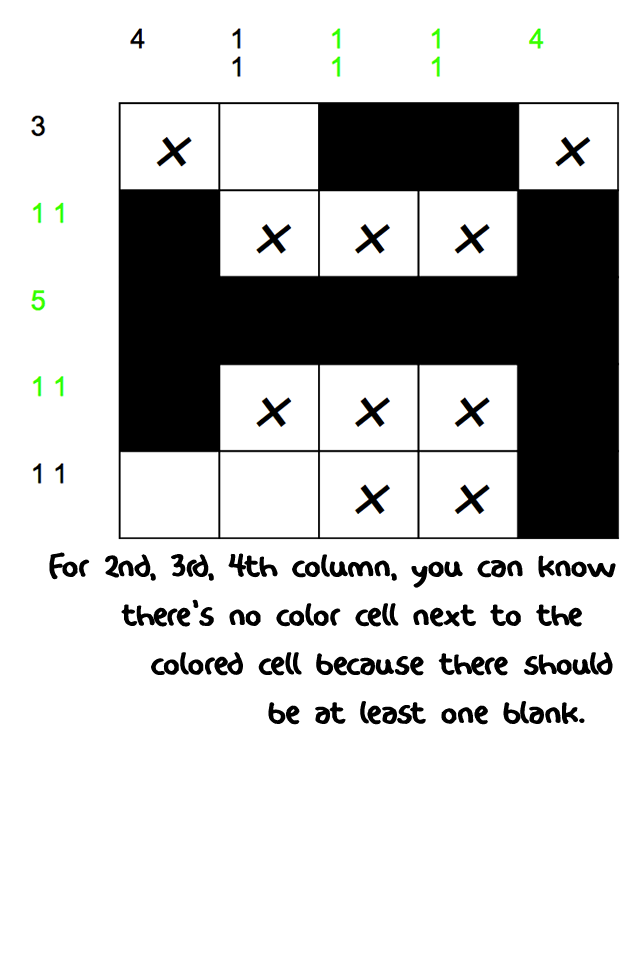 4 1 1 1 4
1 1 1
3
1 1
5
1 1
1 1
For 2nd, 3rd, 4th column, you can know
there's no color cell next to the
colored cell because there should
be at least one blank.